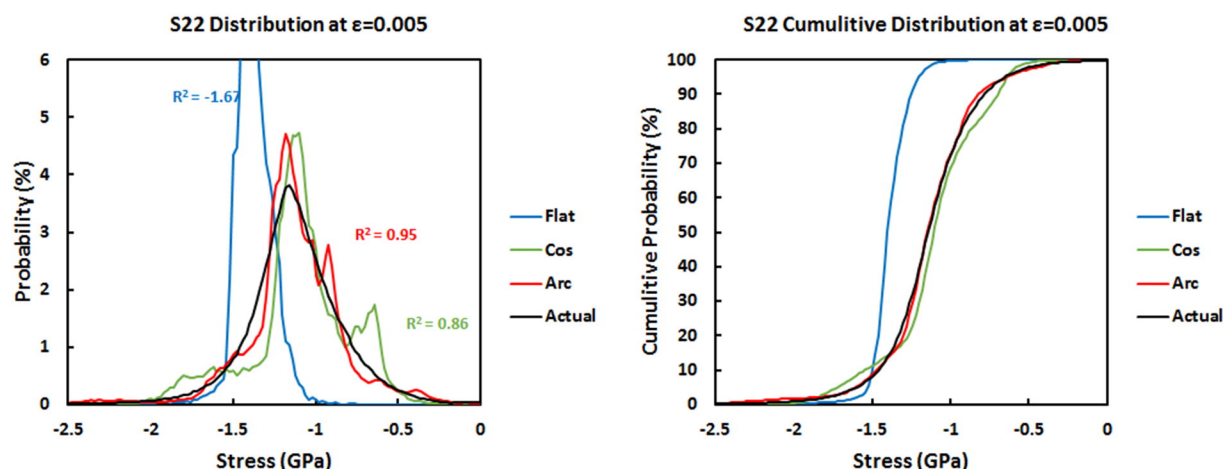 S22 Distribution at ε=0.005
6
5
4
3
2
1
0
Probability (%)
-2.5 -2 -1.5 -1 -0.5 0
Stress (GPa)
R² = -1.67
R² = 0.95
R² = 0.86
Flat
Cos
Arc
Actual
S22 Cumulitive Distribution at ε=0.005
100
90
80
70
60
50
40
30
20
10
0
Cumulitive Probability (%)
-2.5 -2 -1.5 -1 -0.5 0
Stress (GPa)
Flat
Cos
Arc
Actual